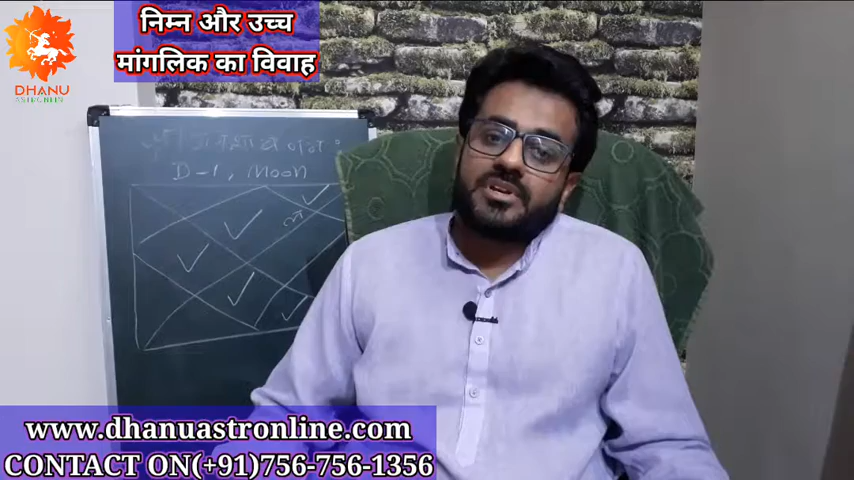 निम्न और उच्च
मांगलिक का विवाह
DHANU
D-1, Moon
ल
www.dhanuastronline.com
CONTACT ON(+91)756-756-1356